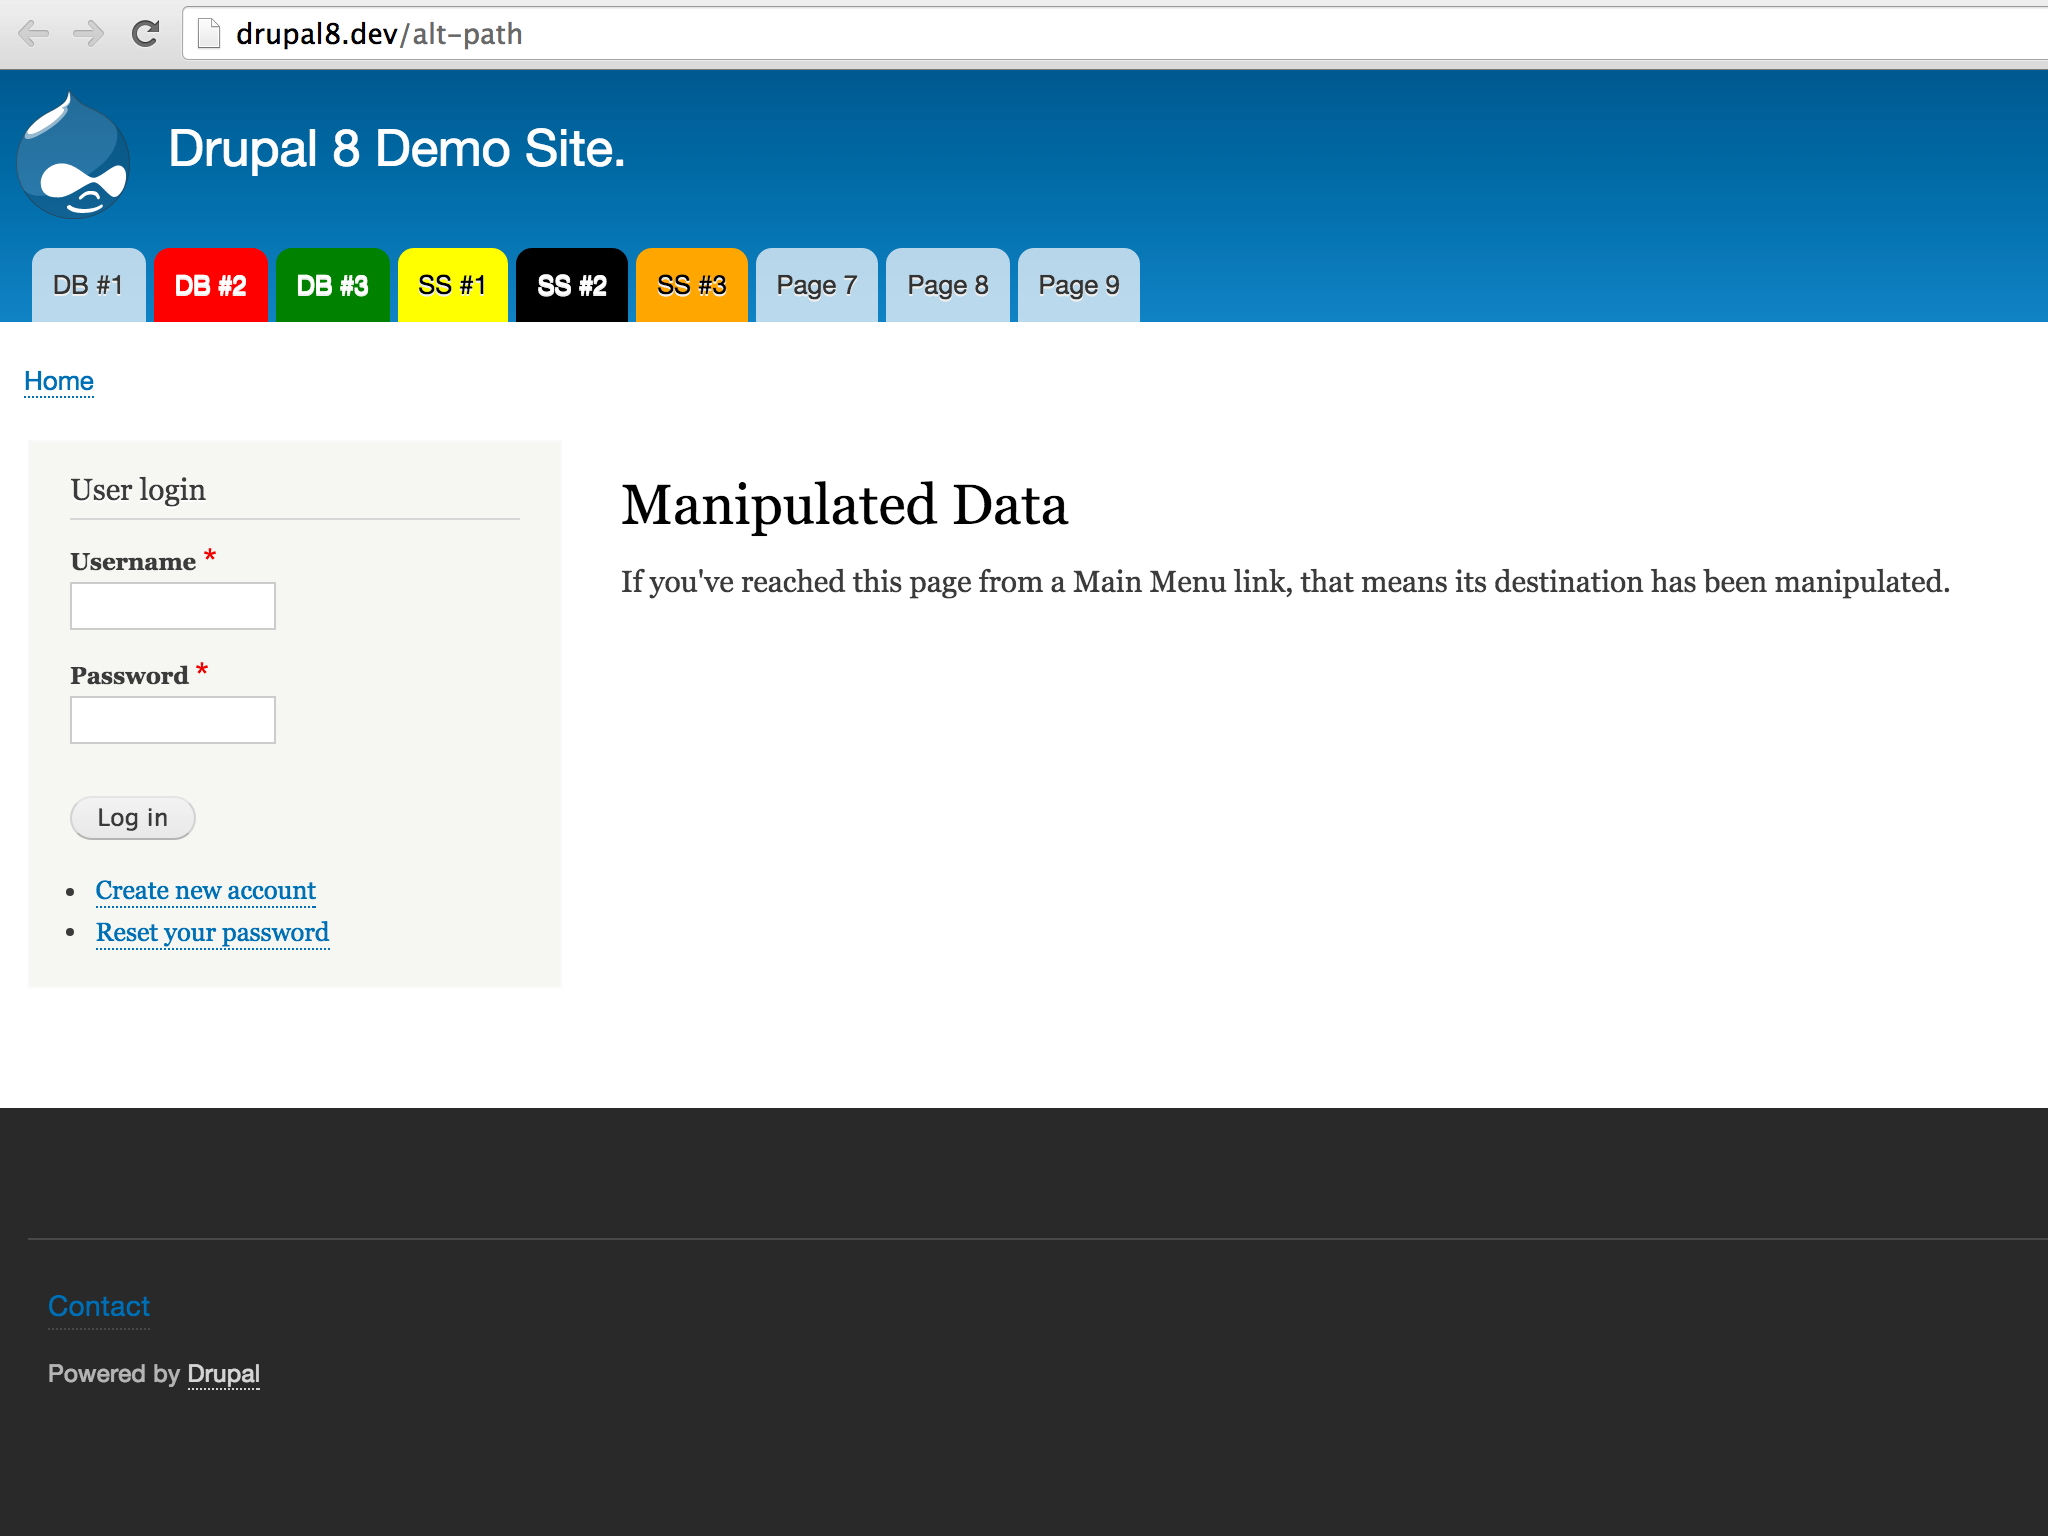 drupal8.dev/alt-path
Drupal 8 Demo Site.
DB #1 DB #2 DB #3 SS #1 SS #2 SS #3 Page 7 Page 8 Page 9
Home
User login
Username *
Password *
Log in
Create new account
Reset your password
Manipulated Data
If you've reached this page from a Main Menu link, that means its destination has been manipulated.
Contact
Powered by Drupal